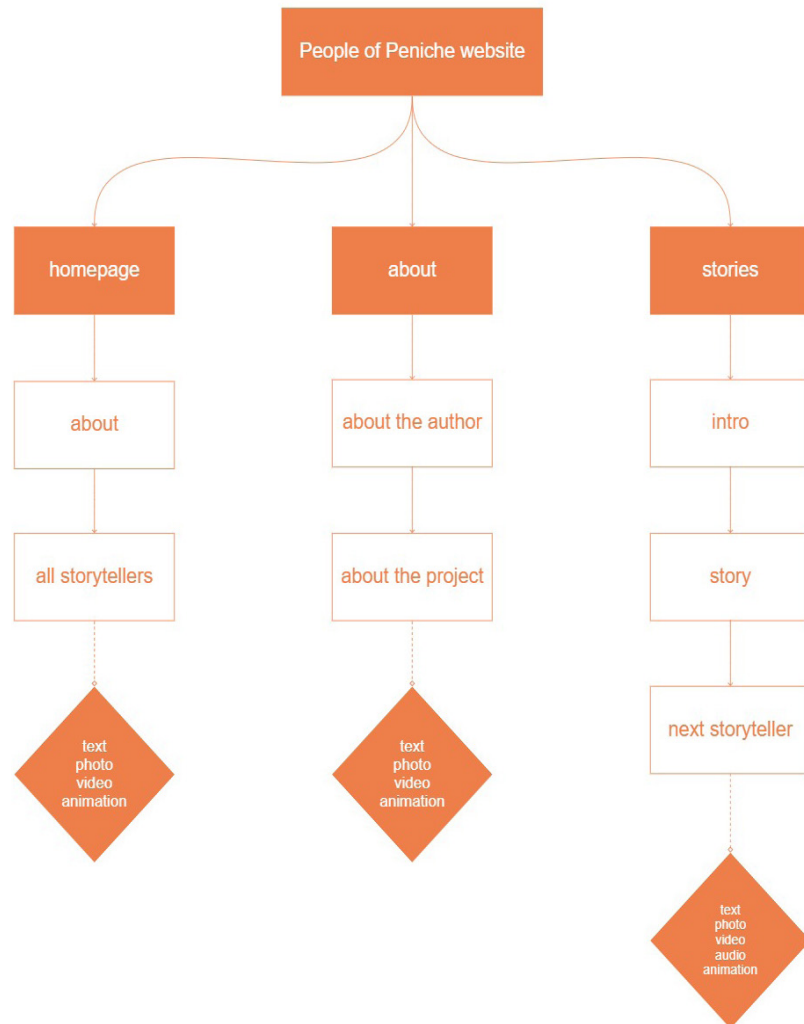 People of Peniche website
homepage
about
stories
about
about the author
intro
all storytellers
about the project
story
next storyteller
text
photo
video
animation
text
photo
video
animation
text
photo
video
audio
animation